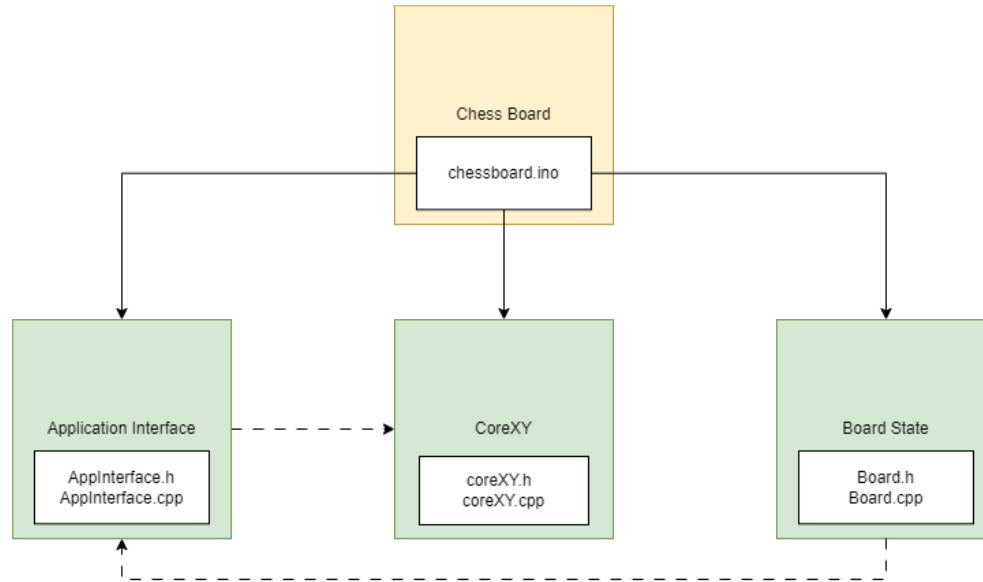 Chess Board
chessboard.ino
Application Interface
AppInterface.h
AppInterface.cpp
CoreXY
coreXY.h
coreXY.cpp
Board State
Board.h
Board.cpp